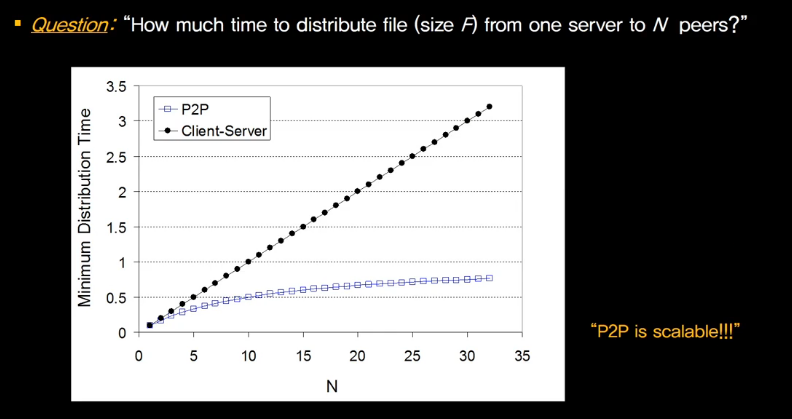 ▪ Question: “How much time to distribute file (size F) from one server to N peers?”
3.5
3
2.5
2
1.5
1
0.5
0
Minimum Distribution Time
P2P
Client-Server
0 5 10 15 20 25 30 35
N
“P2P is scalable!!!”